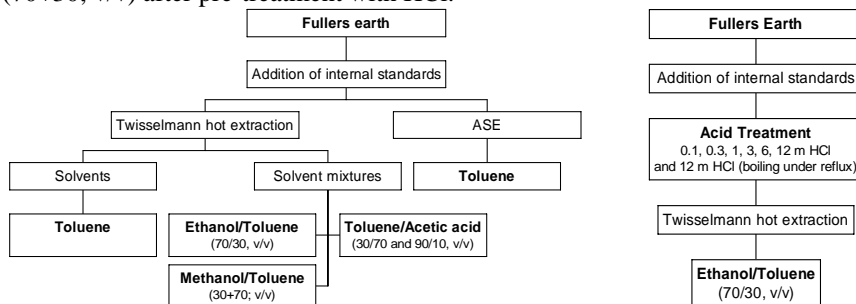 (70+30, v/v) after pre-treatment with HCl.
Fullers earth
Addition of internal standards
Twisselmann hot extraction
ASE
Solvents
Solvent mixtures
Toluene
Toluene
Ethanol/Toluene
(70/30, v/v)
Toluene/Acetic acid
(30/70 and 90/10, v/v)
Methanol/Toluene
(30+70; v/v)
Fullers Earth
Addition of internal standards
Acid Treatment
0.1, 0.3, 1, 3, 6, 12 m HCl
and 12 m HCl (boiling under reflux)
Twisselmann hot extraction
Ethanol/Toluene
(70/30, v/v)